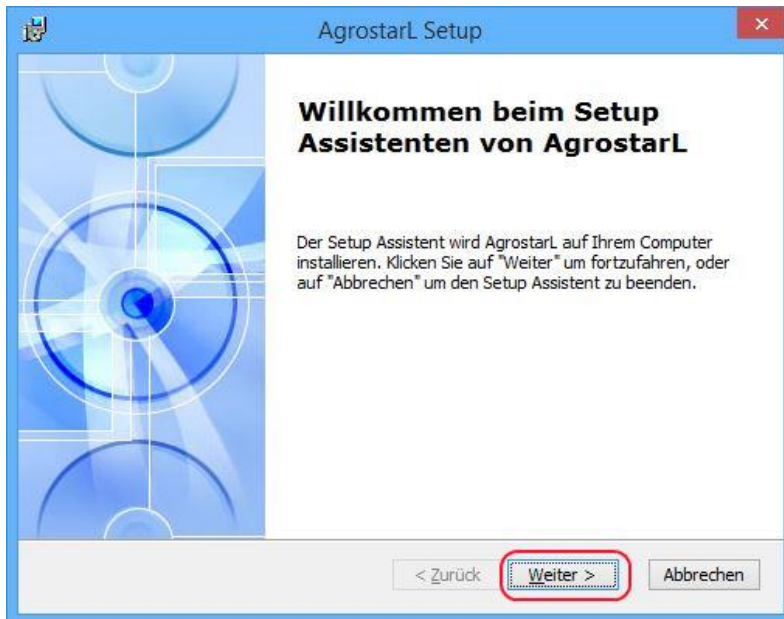 AgrostarL Setup
Willkommen beim Setup
Assistenten von AgrostarL
Der Setup Assistent wird AgrostarL auf Ihrem Computer
installieren. Klicken Sie auf "Weiter" um fortzufahren, oder
auf "Abbrechen" um den Setup Assistent zu beenden.
< Zurück Weiter > Abbrechen